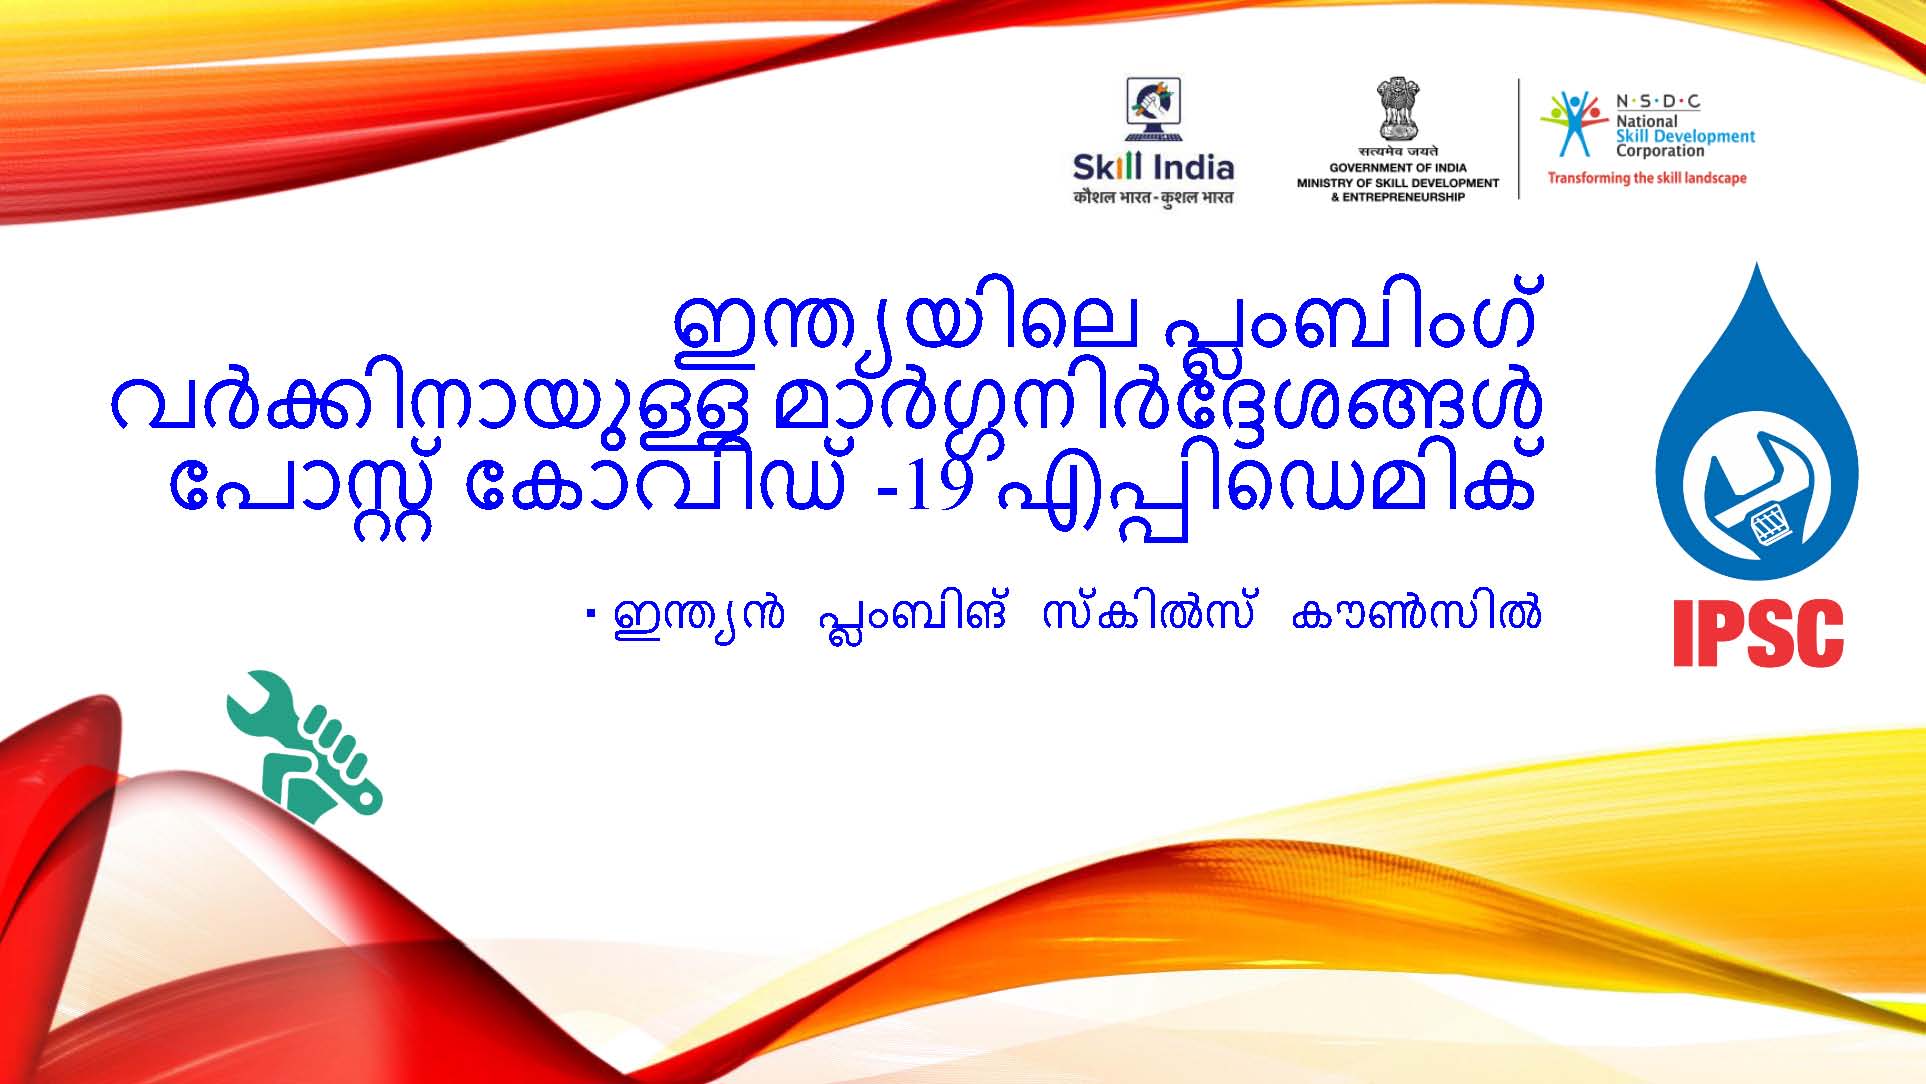 Skill India
कौशल भारत - कुशल भारत
सत्यमेव जयते
GOVERNMENT OF INDIA
MINISTRY OF SKILL DEVELOPMENT
& ENTREPRENEURSHIP
N·S·D·C
National
Skill Development
Corporation
Transforming the skill landscape
ഇന്ത്യയിലെ പ്ലംബിംഗ്
വർക്കിനായുള്ള മാർഗ്ഗനിർദ്ദേശങ്ങൾ
പോസ്റ്റ് കോവിഡ് -19 എപ്പിഡെമിക്
▪ ഇന്ത്യൻ പ്ലംബിങ് സ്കിൽസ് കൗൺസിൽ
IPSC